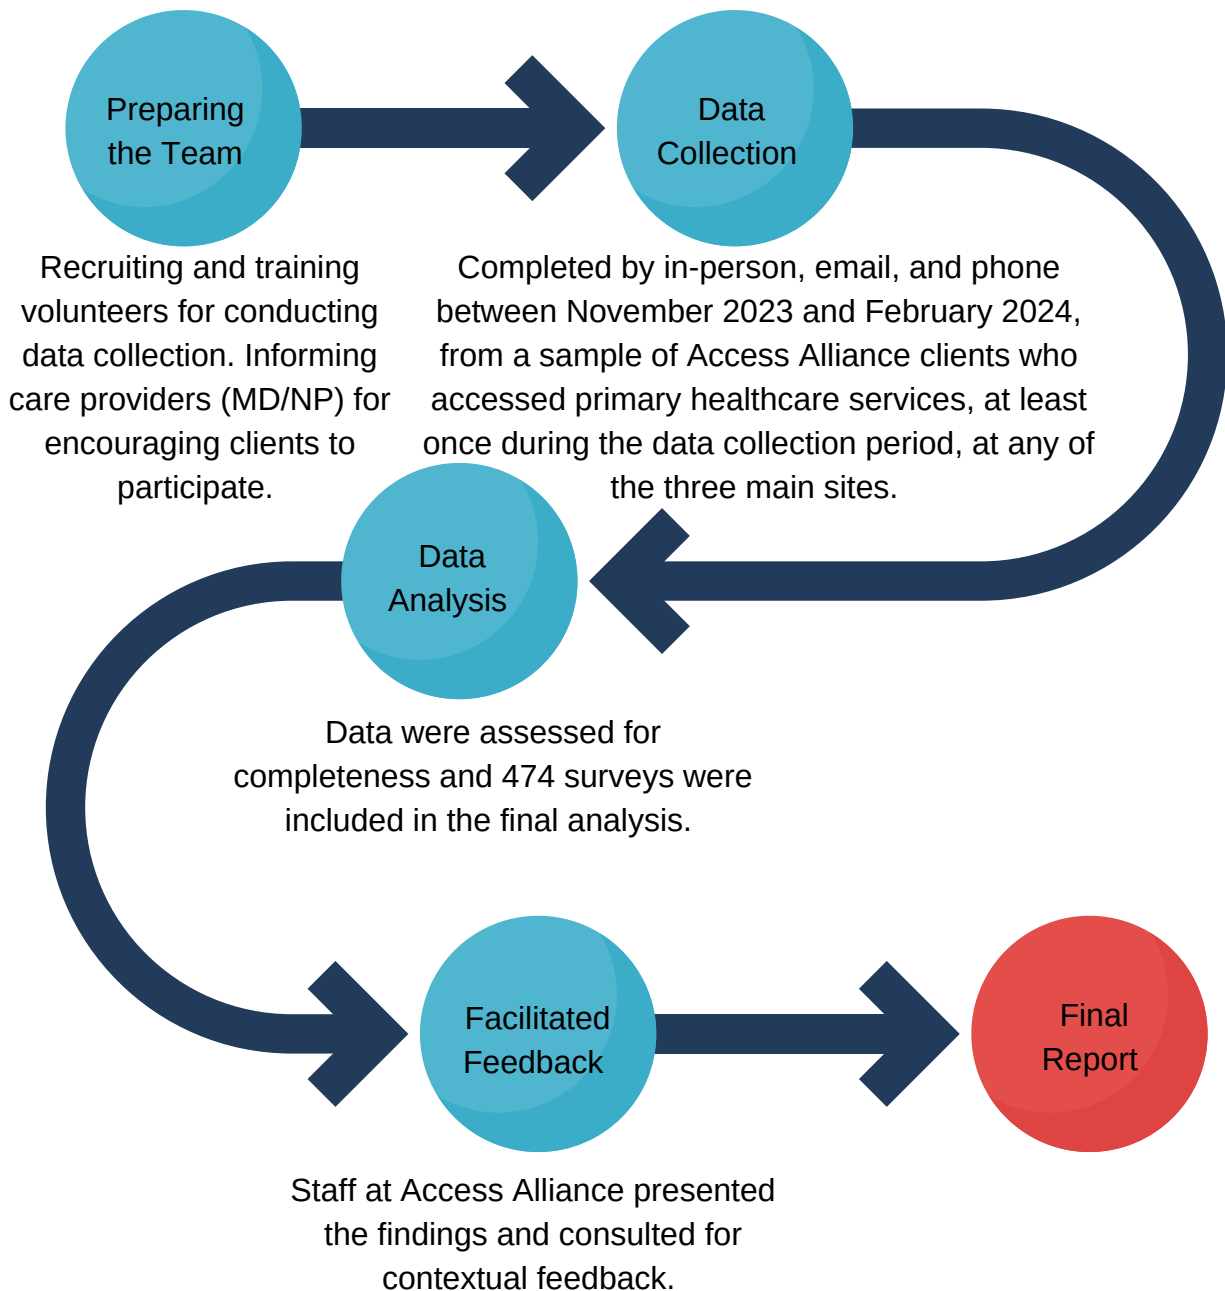 Preparing
the Team
Data
Collection
Recruiting and training
volunteers for conducting
data collection. Informing
care providers (MD/NP) for
encouraging clients to
participate.
Completed by in-person, email, and phone
between November 2023 and February 2024,
from a sample of Access Alliance clients who
accessed primary healthcare services, at least
once during the data collection period, at any of
the three main sites.
Data
Analysis
Data were assessed for
completeness and 474 surveys were
included in the final analysis.
Facilitated
Feedback
Final
Report
Staff at Access Alliance presented
the findings and consulted for
contextual feedback.